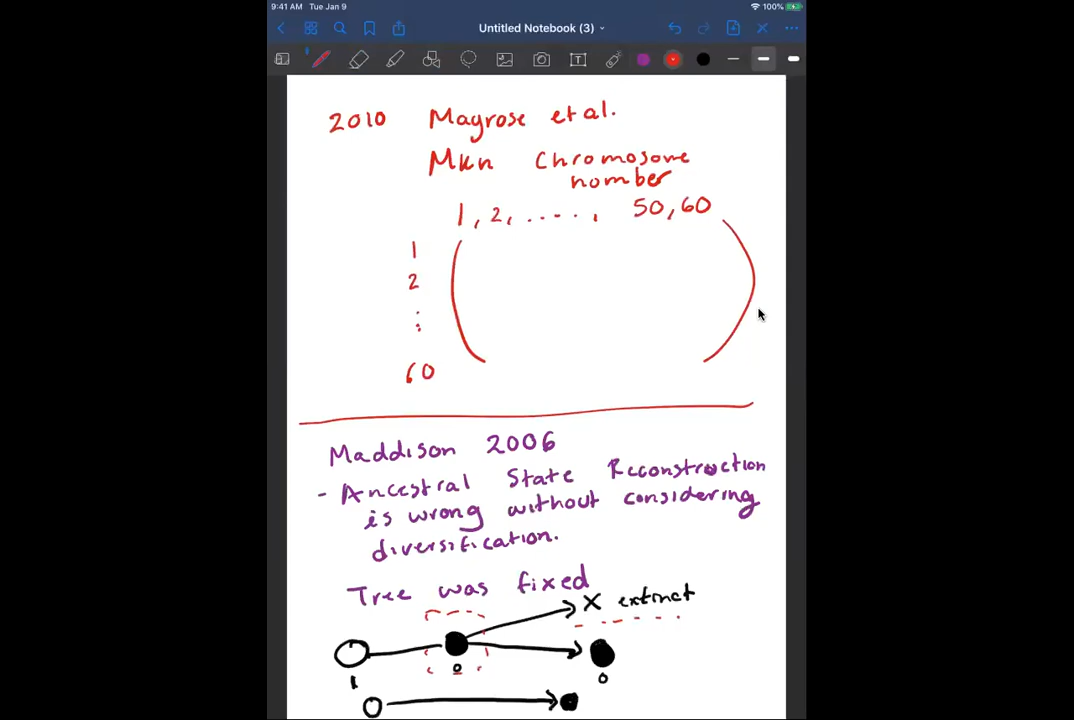 9:41 AM Tue Jan 9
100%
Untitled Notebook (3)
2010 Mayrose et al.
Mkn Chromosone
nomber
1, 2, ....., 50, 60
1
2
:
60
Maddison 2006
- Ancestral State Reconstruction
is wrong without considering
diversification.
Tree was fixed
X extinct
1 0 0